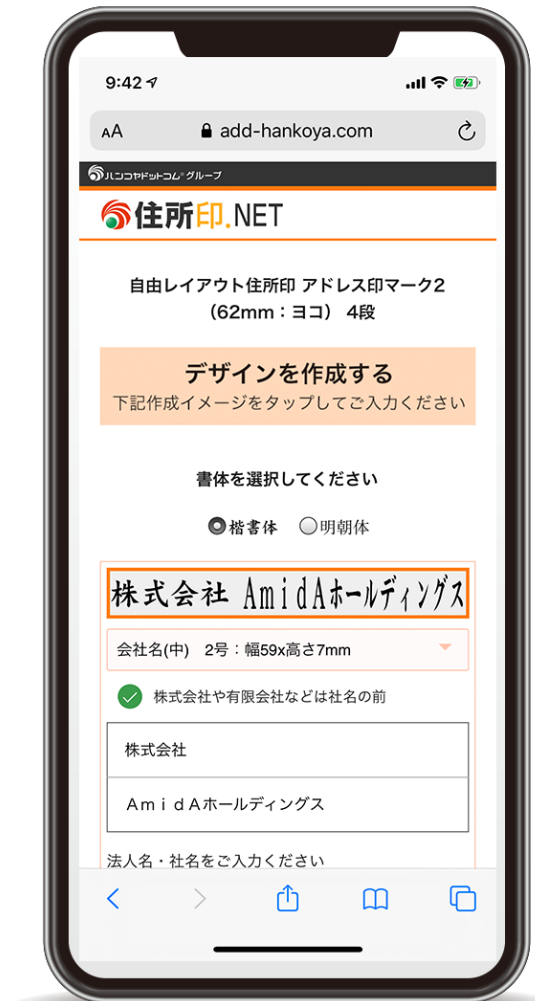 9:42
AA add-hankoya.com
ハンコヤドットコム®グループ
住所印.NET
自由レイアウト住所印 アドレス印マーク2
（62mm：ヨコ） 4段
デザインを作成する
下記作成イメージをタップしてご入力ください
書体を選択してください
楷書体 明朝体
株式会社 AmidAホールディングス
会社名(中) 2号：幅59x高さ7mm
株式会社や有限会社などは社名の前
株式会社
ＡｍｉｄＡホールディングス
法人名・社名をご入力ください